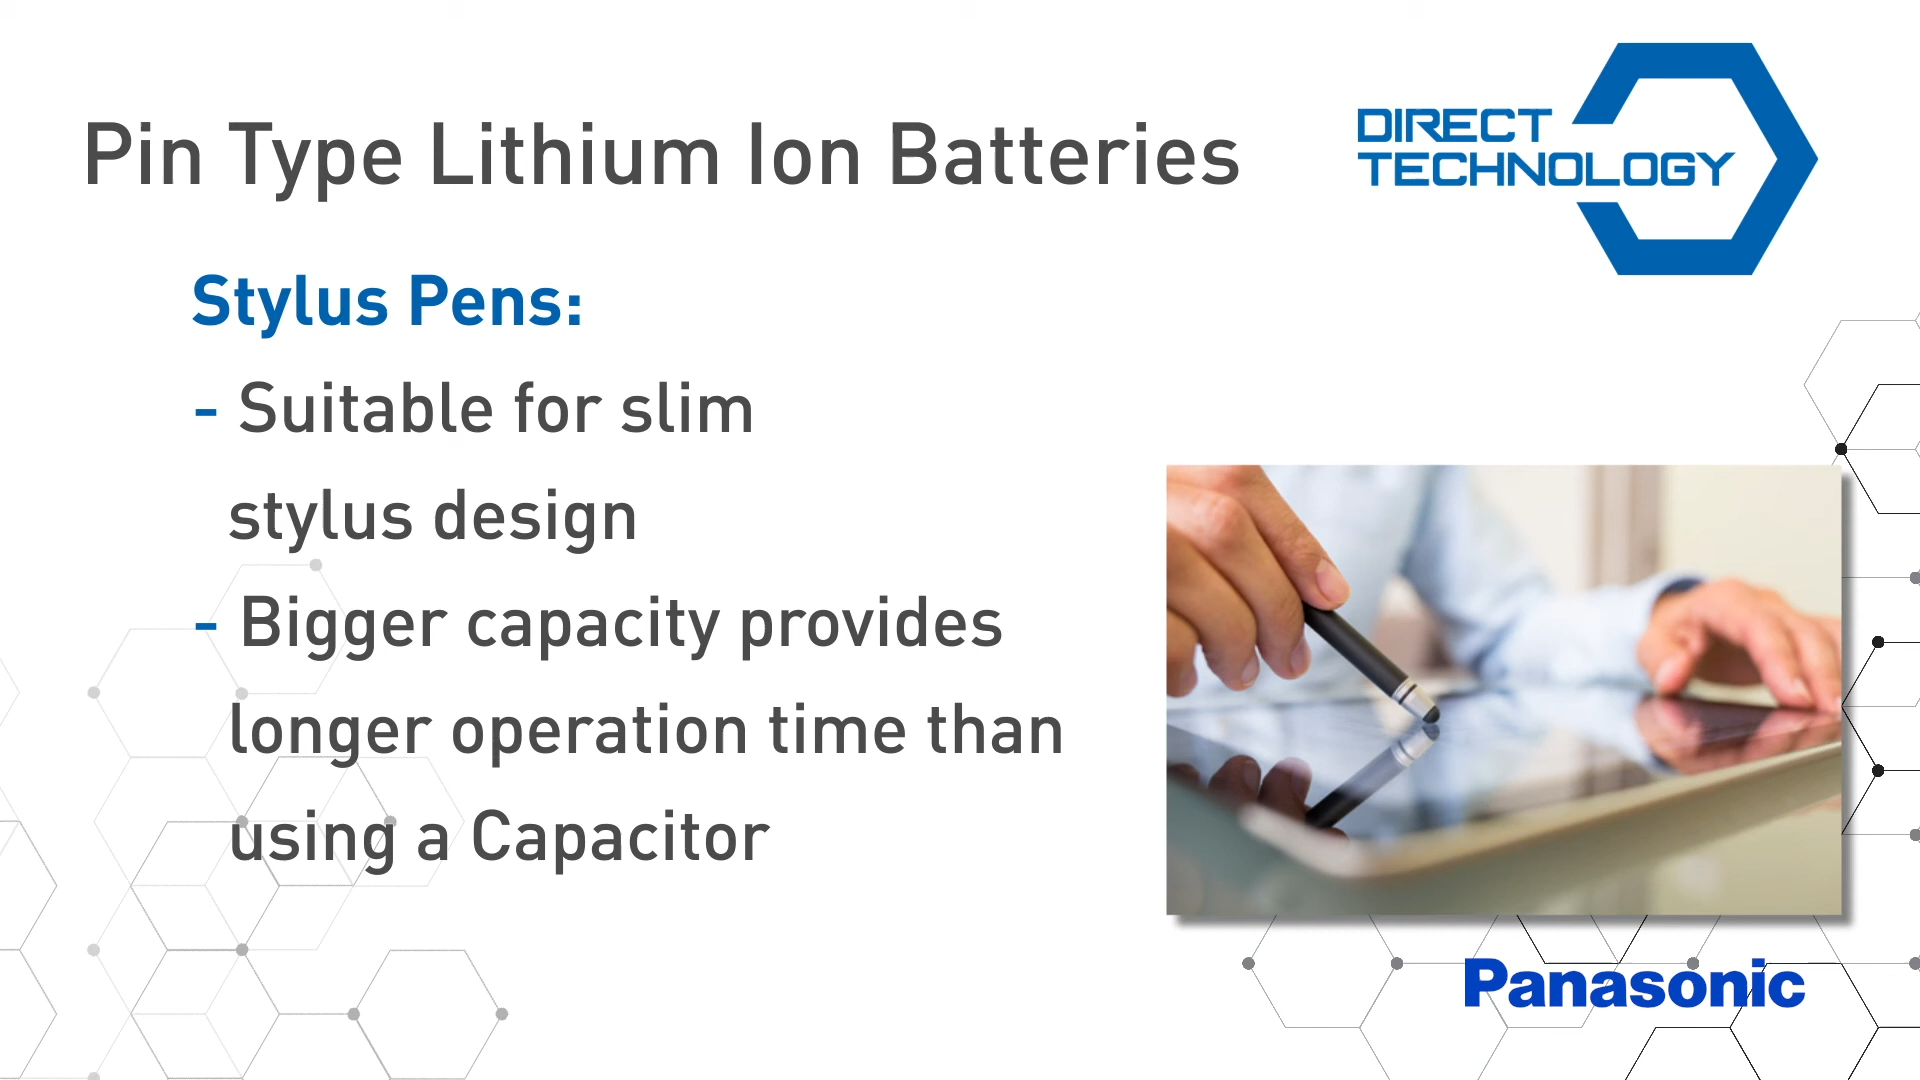 Pin Type Lithium Ion Batteries
DIRECT
TECHNOLOGY
Stylus Pens:
- Suitable for slim
stylus design
- Bigger capacity provides
longer operation time than
using a Capacitor
Panasonic